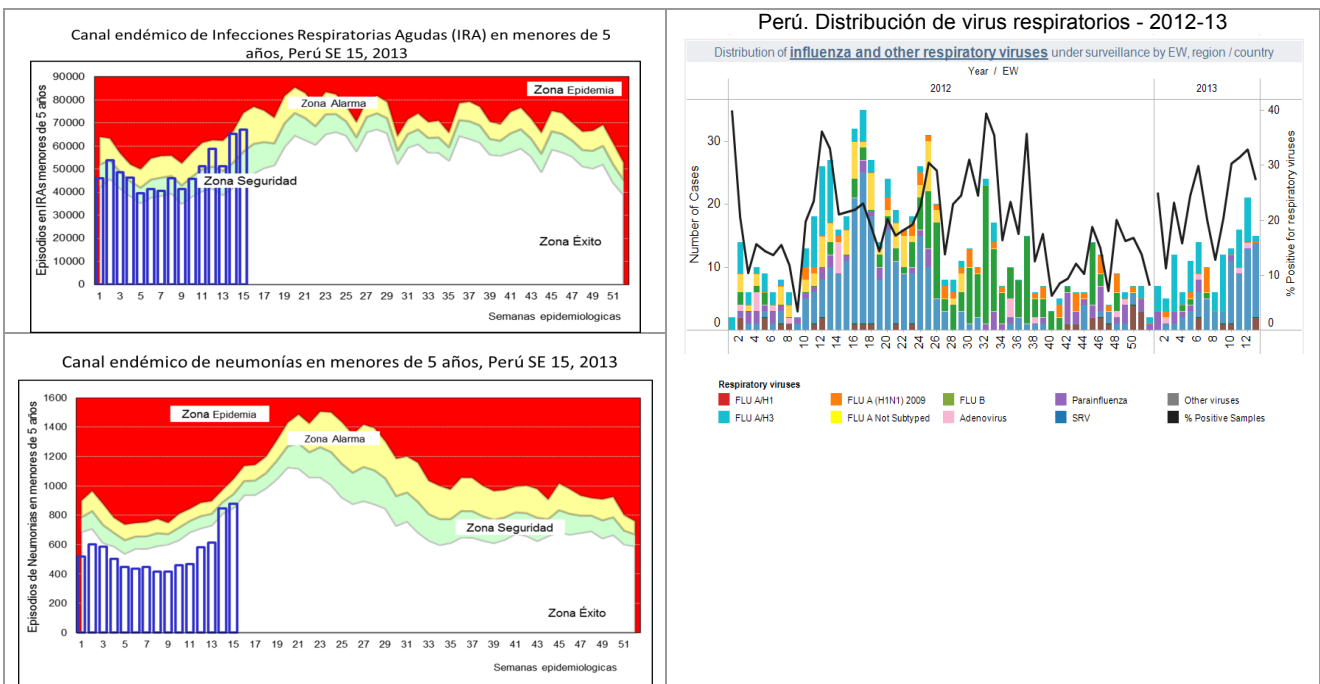 Canal endémico de Infecciones Respiratorias Agudas (IRA) en menores de 5
años, Perú SE 15, 2013
Episodios en IRAs menores de 5 años
90000
80000
70000
60000
50000
40000
30000
20000
10000
0
Zona Epidemia
Zona Alarma
Zona Seguridad
Zona Éxito
1 3 5 7 9 11 13 15 17 19 21 23 25 27 29 31 33 35 37 39 41 43 45 47 49 51
Semanas epidemiologicas
Canal endémico de neumonías en menores de 5 años, Perú SE 15, 2013
Episodios de Neumonias en menores de 5 años
1600
1400
1200
1000
800
600
400
200
0
Zona Epidemia
Zona Alarma
Zona Seguridad
Zona Éxito
1 3 5 7 9 11 13 15 17 19 21 23 25 27 29 31 33 35 37 39 41 43 45 47 49 51
Semanas epidemiologicas
Perú. Distribución de virus respiratorios - 2012-13
Distribution of influenza and other respiratory viruses under surveillance by EW, region / country
Year / EW
2012 2013
Number of Cases
30
20
10
0
% Positive for respiratory viruses
40
30
20
10
0
2 4 6 8 10 12 14 16 18 20 22 24 26 28 30 32 34 36 38 40 42 44 46 48 50 2 4 6 8 10 12
Respiratory viruses
FLU A/H1 FLU A (H1N1) 2009 FLU B Parainfluenza Other viruses
FLU A/H3 FLU A Not Subtyped Adenovirus SRV % Positive Samples